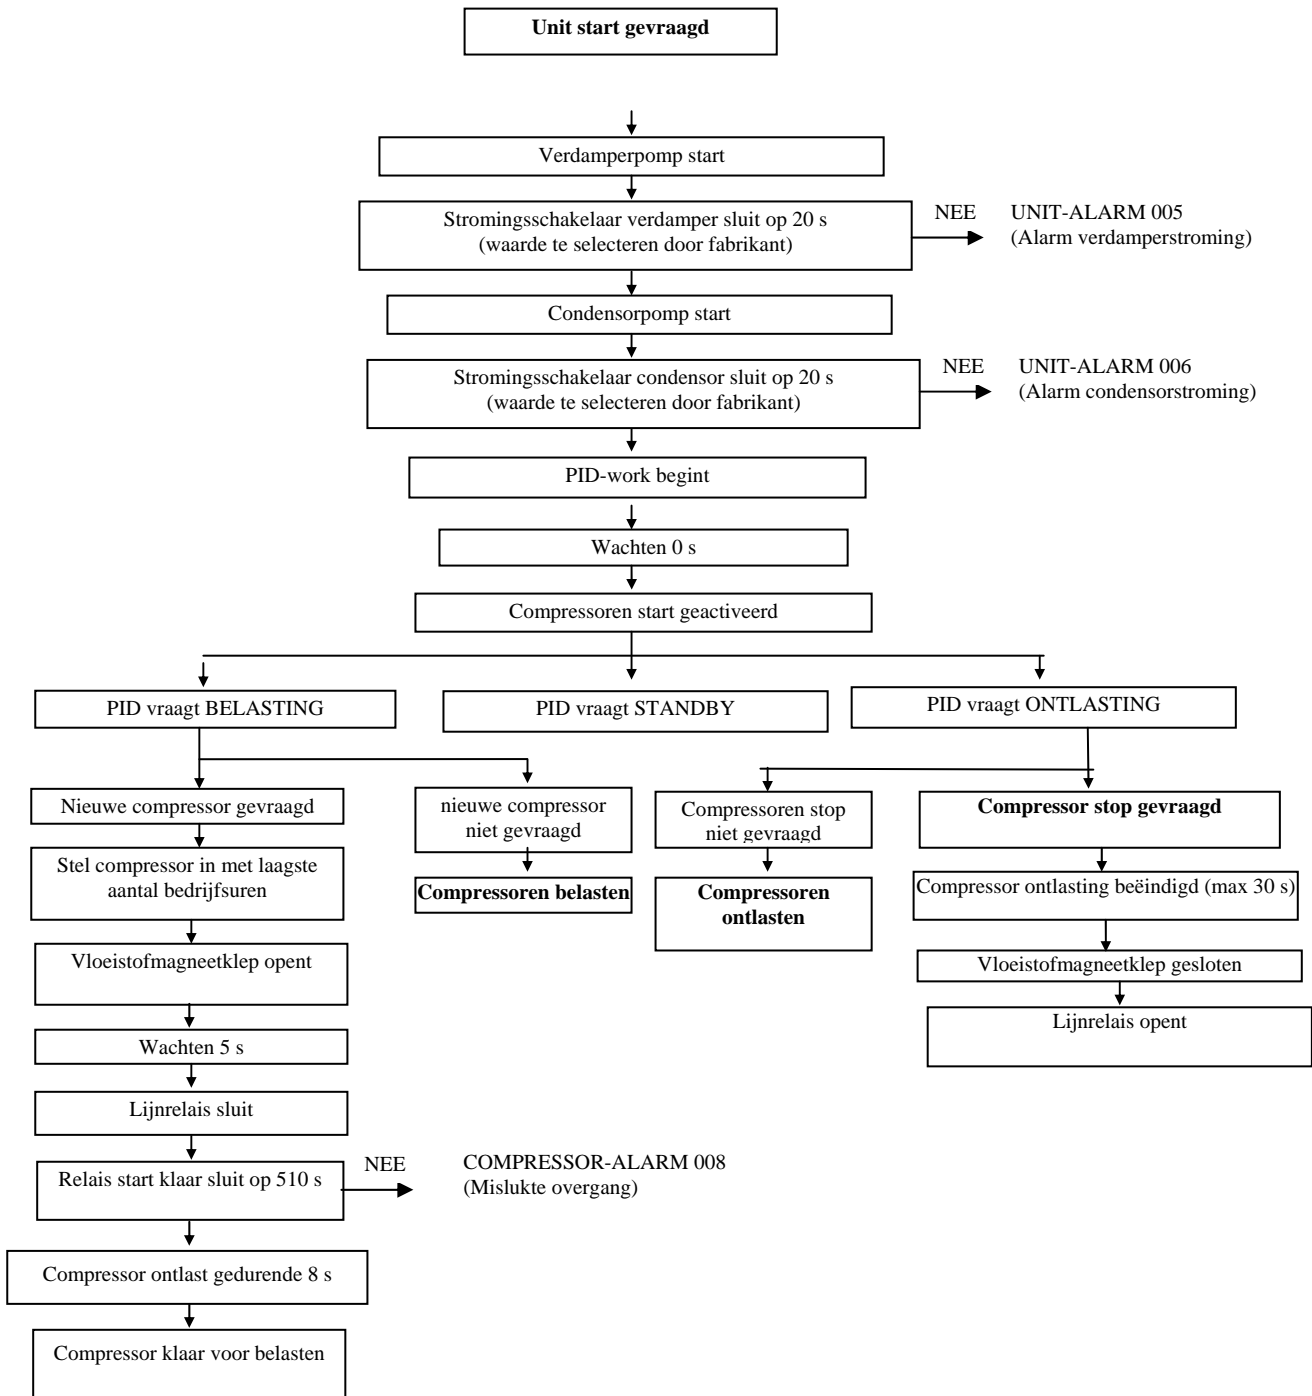 Unit start gevraagd
Verdamperpomp start
Stromingsschakelaar verdamper sluit op 20 s
(waarde te selecteren door fabrikant)
NEE
UNIT-ALARM 005
(Alarm verdamperstroming)
Condensorpomp start
Stromingsschakelaar condensor sluit op 20 s
(waarde te selecteren door fabrikant)
NEE
UNIT-ALARM 006
(Alarm condensorstroming)
PID-work begint
Wachten 0 s
Compressoren start geactiveerd
PID vraagt BELASTING
PID vraagt STANDBY
PID vraagt ONTLASTING
Nieuwe compressor gevraagd
nieuwe compressor
niet gevraagd
Compressoren stop
niet gevraagd
Compressor stop gevraagd
Stel compressor in met laagste
aantal bedrijfsuren
Compressoren belasten
Compressoren
ontlasten
Compressor ontlasting beëindigd (max 30 s)
Vloeistofmagneetklep opent
Vloeistofmagneetklep gesloten
Wachten 5 s
Lijnrelais opent
Lijnrelais sluit
Relais start klaar sluit op 510 s
NEE
COMPRESSOR-ALARM 008
(Mislukte overgang)
Compressor ontlast gedurende 8 s
Compressor klaar voor belasten